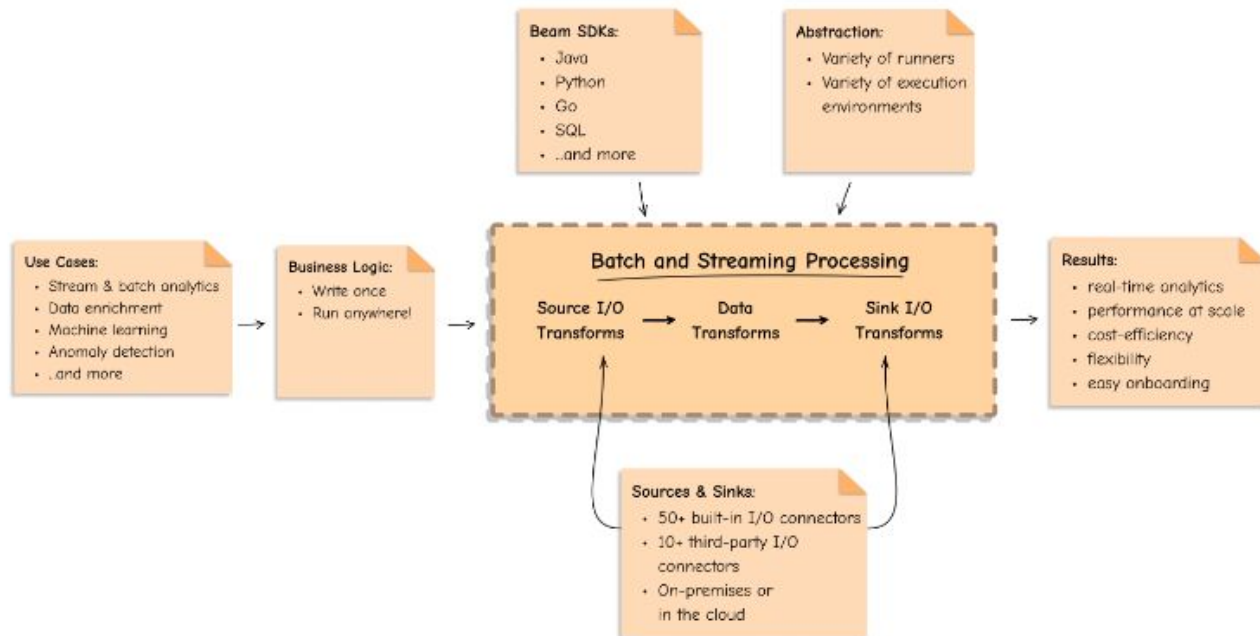 Beam SDKs:
• Java
• Python
• Go
• SQL
• ..and more
Abstraction:
• Variety of runners
• Variety of execution
environments
Use Cases:
• Stream & batch analytics
• Data enrichment
• Machine learning
• Anomaly detection
• ..and more
Business Logic:
• Write once
• Run anywhere!
Batch and Streaming Processing
Source I/O
Transforms
Data
Transforms
Sink I/O
Transforms
Results:
• real-time analytics
• performance at scale
• cost-efficiency
• flexibility
• easy onboarding
Sources & Sinks:
• 50+ built-in I/O connectors
• 10+ third-party I/O
connectors
• On-premises or
in the cloud